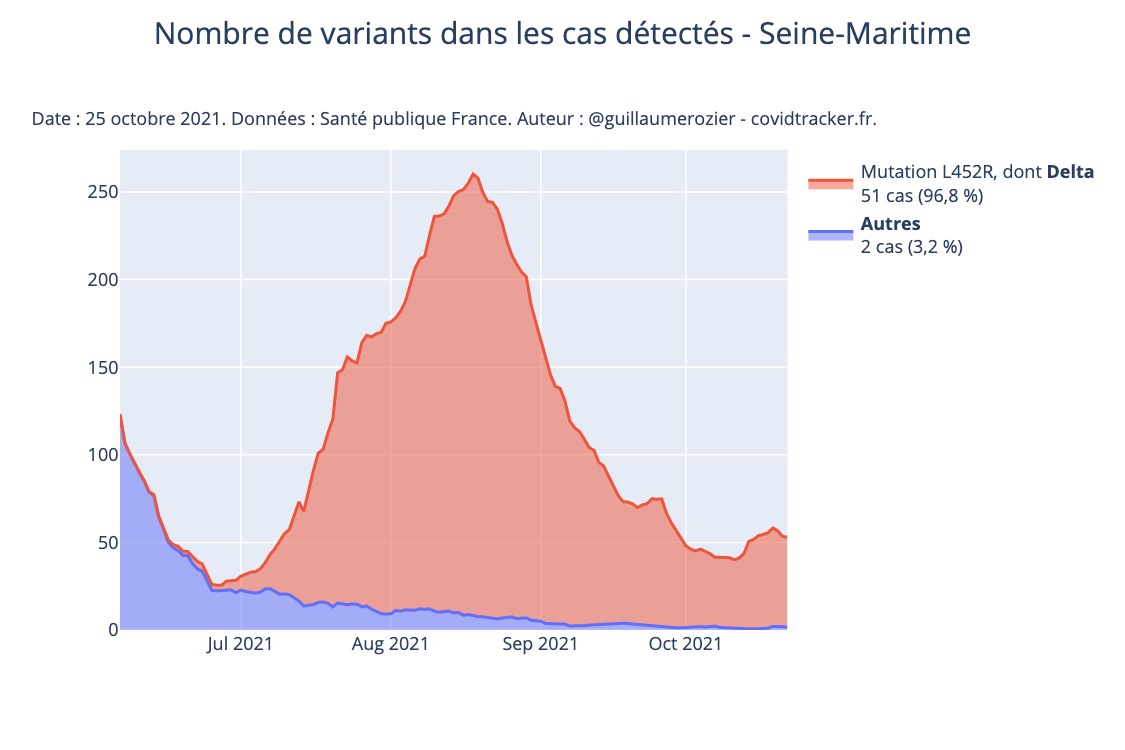 Nombre de variants dans les cas détectés - Seine-Maritime
Date : 25 octobre 2021. Données : Santé publique France. Auteur : @guillaumerozier - covidtracker.fr.
Mutation L452R, dont Delta
51 cas (96,8 %)
Autres
2 cas (3,2 %)
250
200
150
100
50
0
Jul 2021 Aug 2021 Sep 2021 Oct 2021